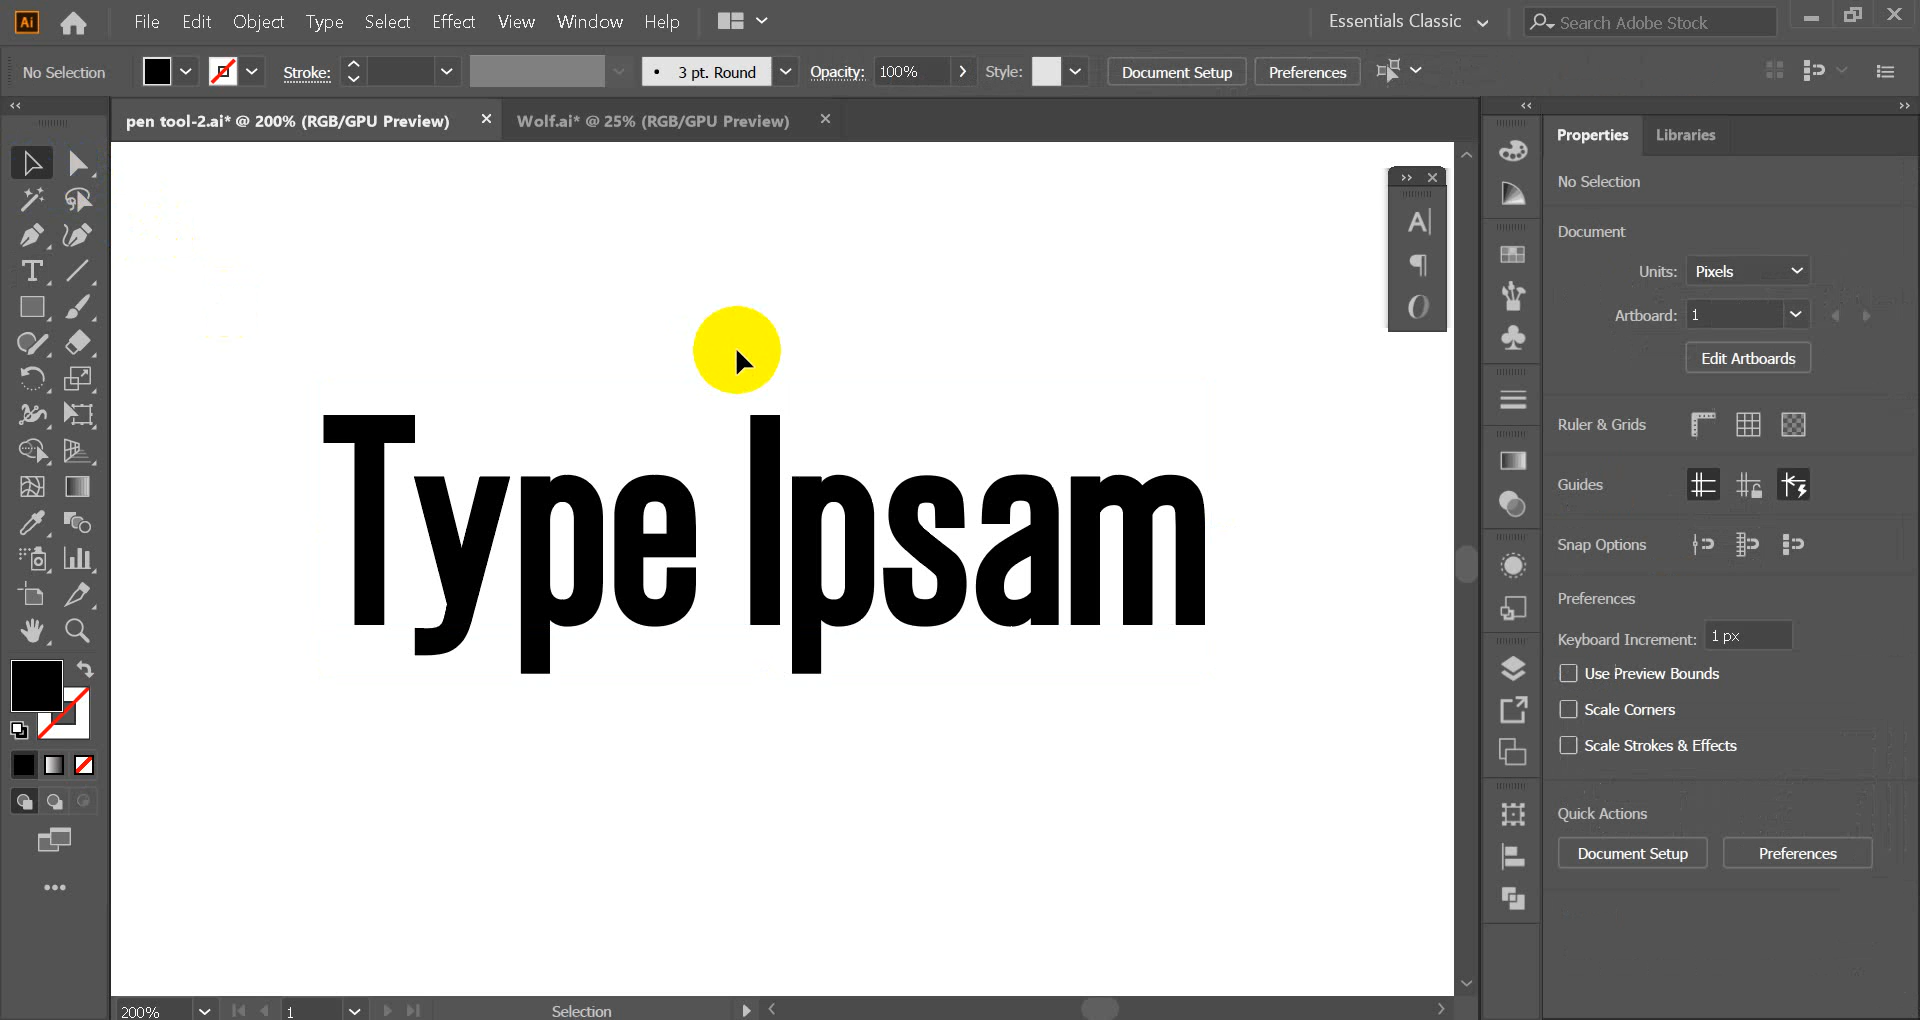 Ai File Edit Object Type Select Effect View Window Help Essentials Classic Search Adobe Stock
No Selection Stroke: 3 pt. Round Opacity: 100% Style: Document Setup Preferences
pen tool-2.ai* @ 200% (RGB/GPU Preview) Wolf.ai* @ 25% (RGB/GPU Preview)
Properties Libraries
No Selection
Document
Units: Pixels
Artboard: 1
Edit Artboards
Ruler & Grids
Guides
Snap Options
Preferences
Keyboard Increment: 1 px
Use Preview Bounds
Scale Corners
Scale Strokes & Effects
Quick Actions
Document Setup Preferences
Type Ipsam
200% 1 Selection